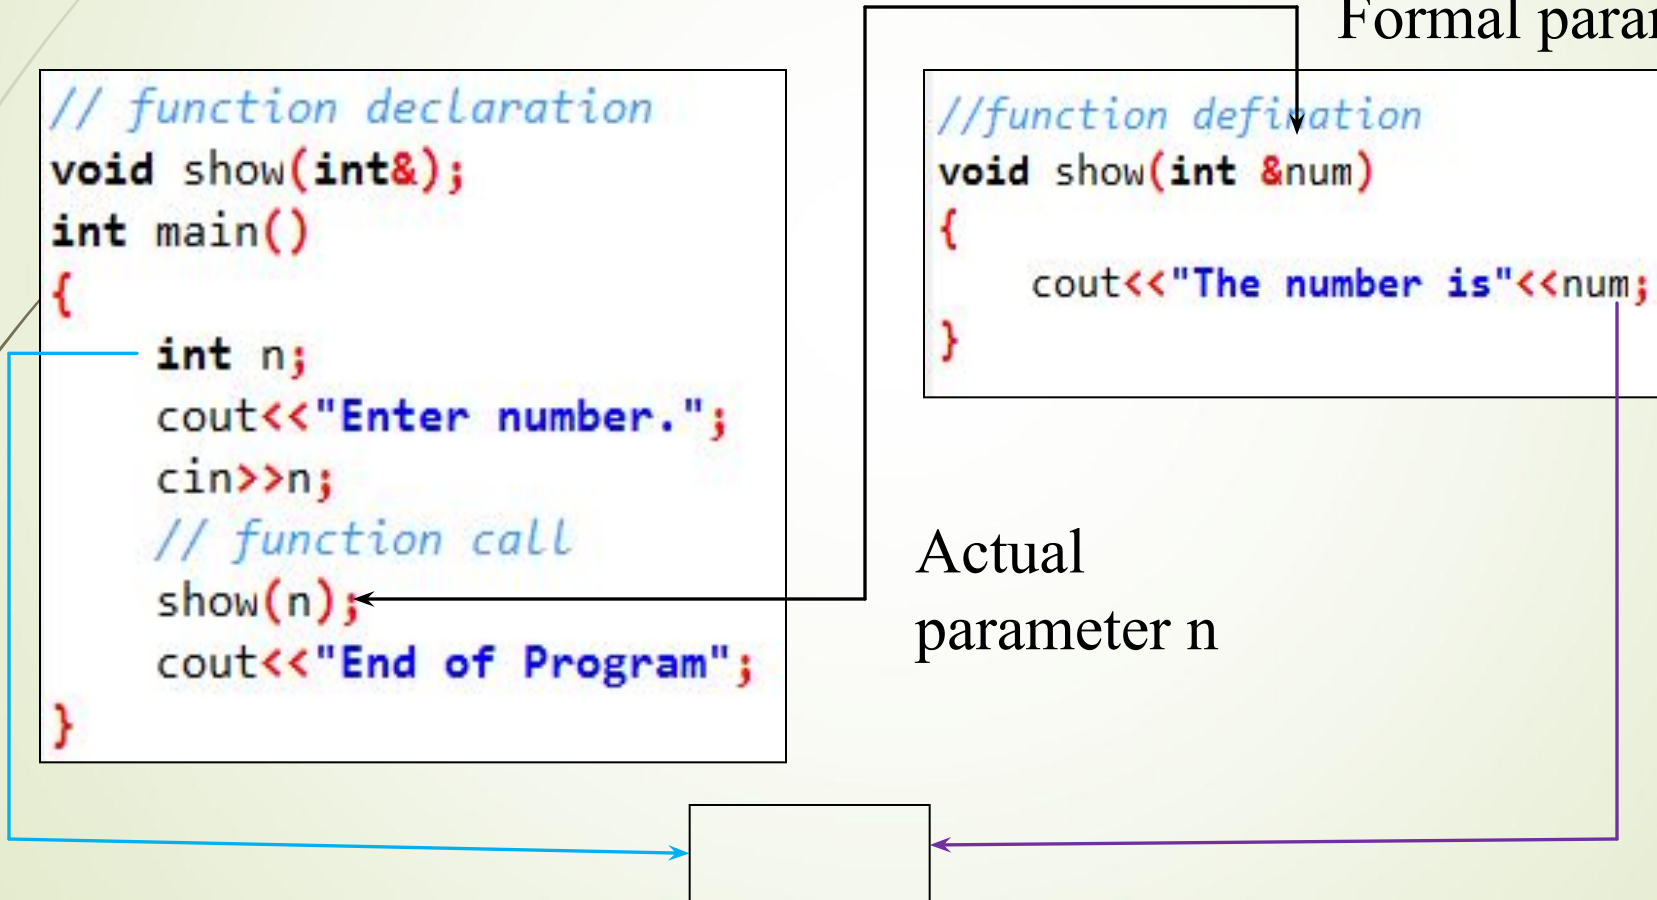 Formal
// function declaration
void show(int&);
int main()
{
int n;
cout<<"Enter number.";
cin>>n;
// function call
show(n);
cout<<"End of Program";
}
//function defination
void show(int &num)
{
cout<<"The number is"<<num;
}
Actual
parameter n